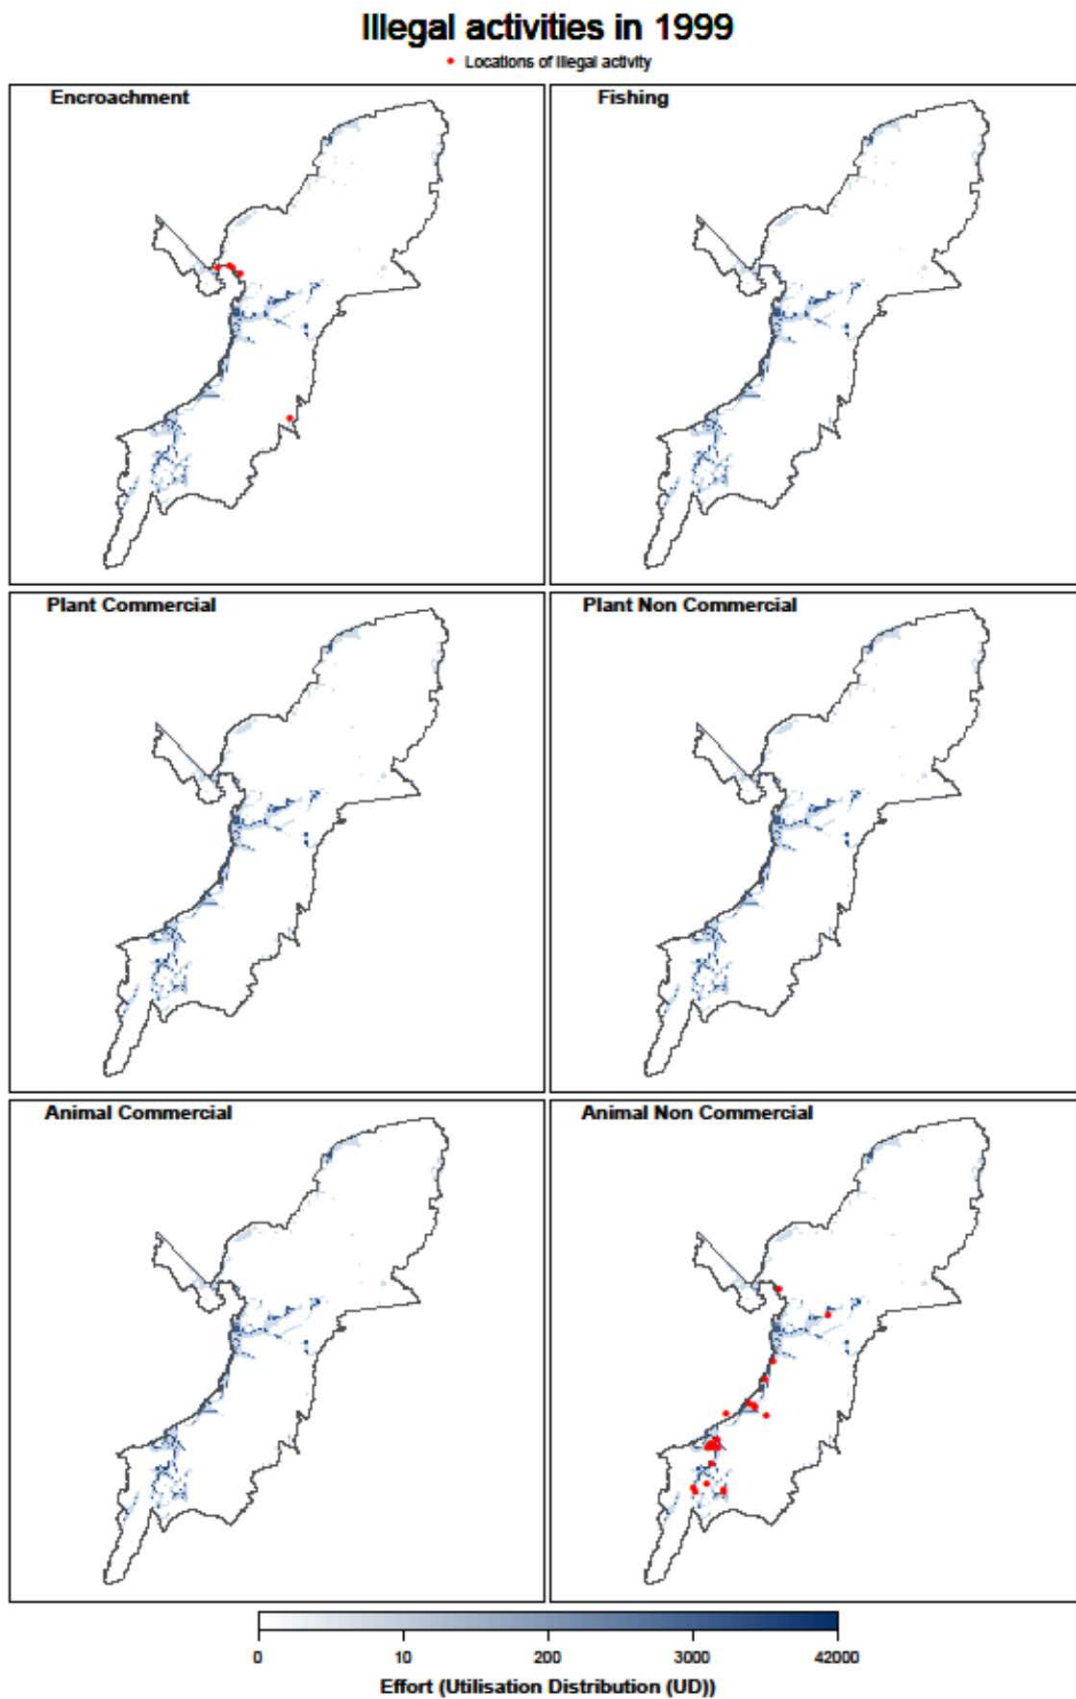 Illegal activities in 1999
Locations of illegal activity
Encroachment
Fishing
Plant Commercial
Plant Non Commercial
Animal Commercial
Animal Non Commercial
0 10 200 3000 42000
Effort (Utilisation Distribution (UD))